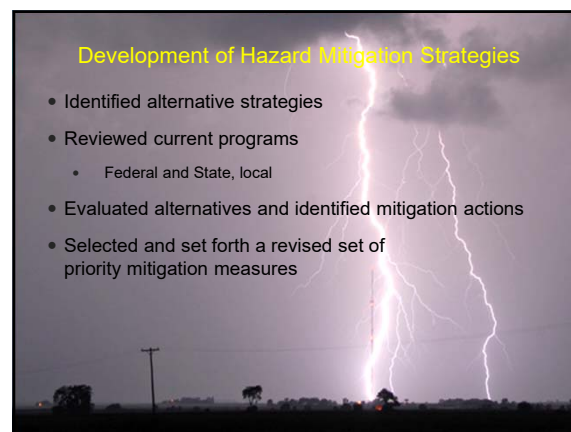 Development of Hazard Mitigation Strategies
• Identified alternative strategies
• Reviewed current programs
• Federal and State, local
• Evaluated alternatives and identified mitigation actions
• Selected and set forth a revised set of
priority mitigation measures